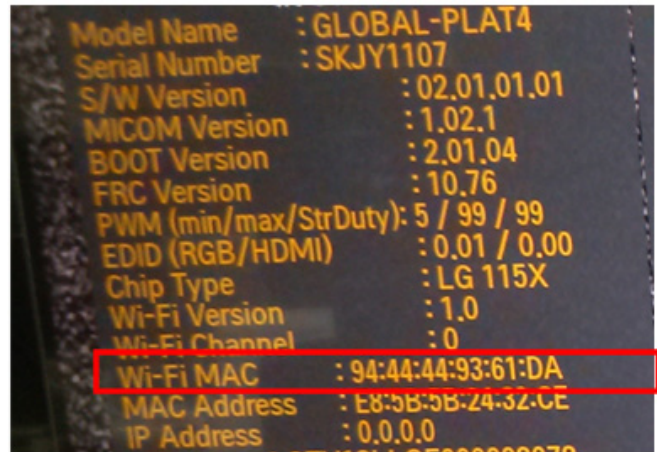 Model Name : GLOBAL-PLAT4
Serial Number : SKJY1107
S/W Version : 02.01.01.01
MICOM Version : 1.02.1
BOOT Version : 2.01.04
FRC Version : 10.76
PWM (min/max/StrDuty): 5 / 99 / 99
EDID (RGB/HDMI) : 0.01 / 0.00
Chip Type : LG 115X
Wi-Fi Version : 1.0
Wi-Fi Channel : 0
Wi-Fi MAC : 94:44:44:93:61:DA
MAC Address : E8:5B:5B:24:32:CE
IP Address : 0.0.0.0